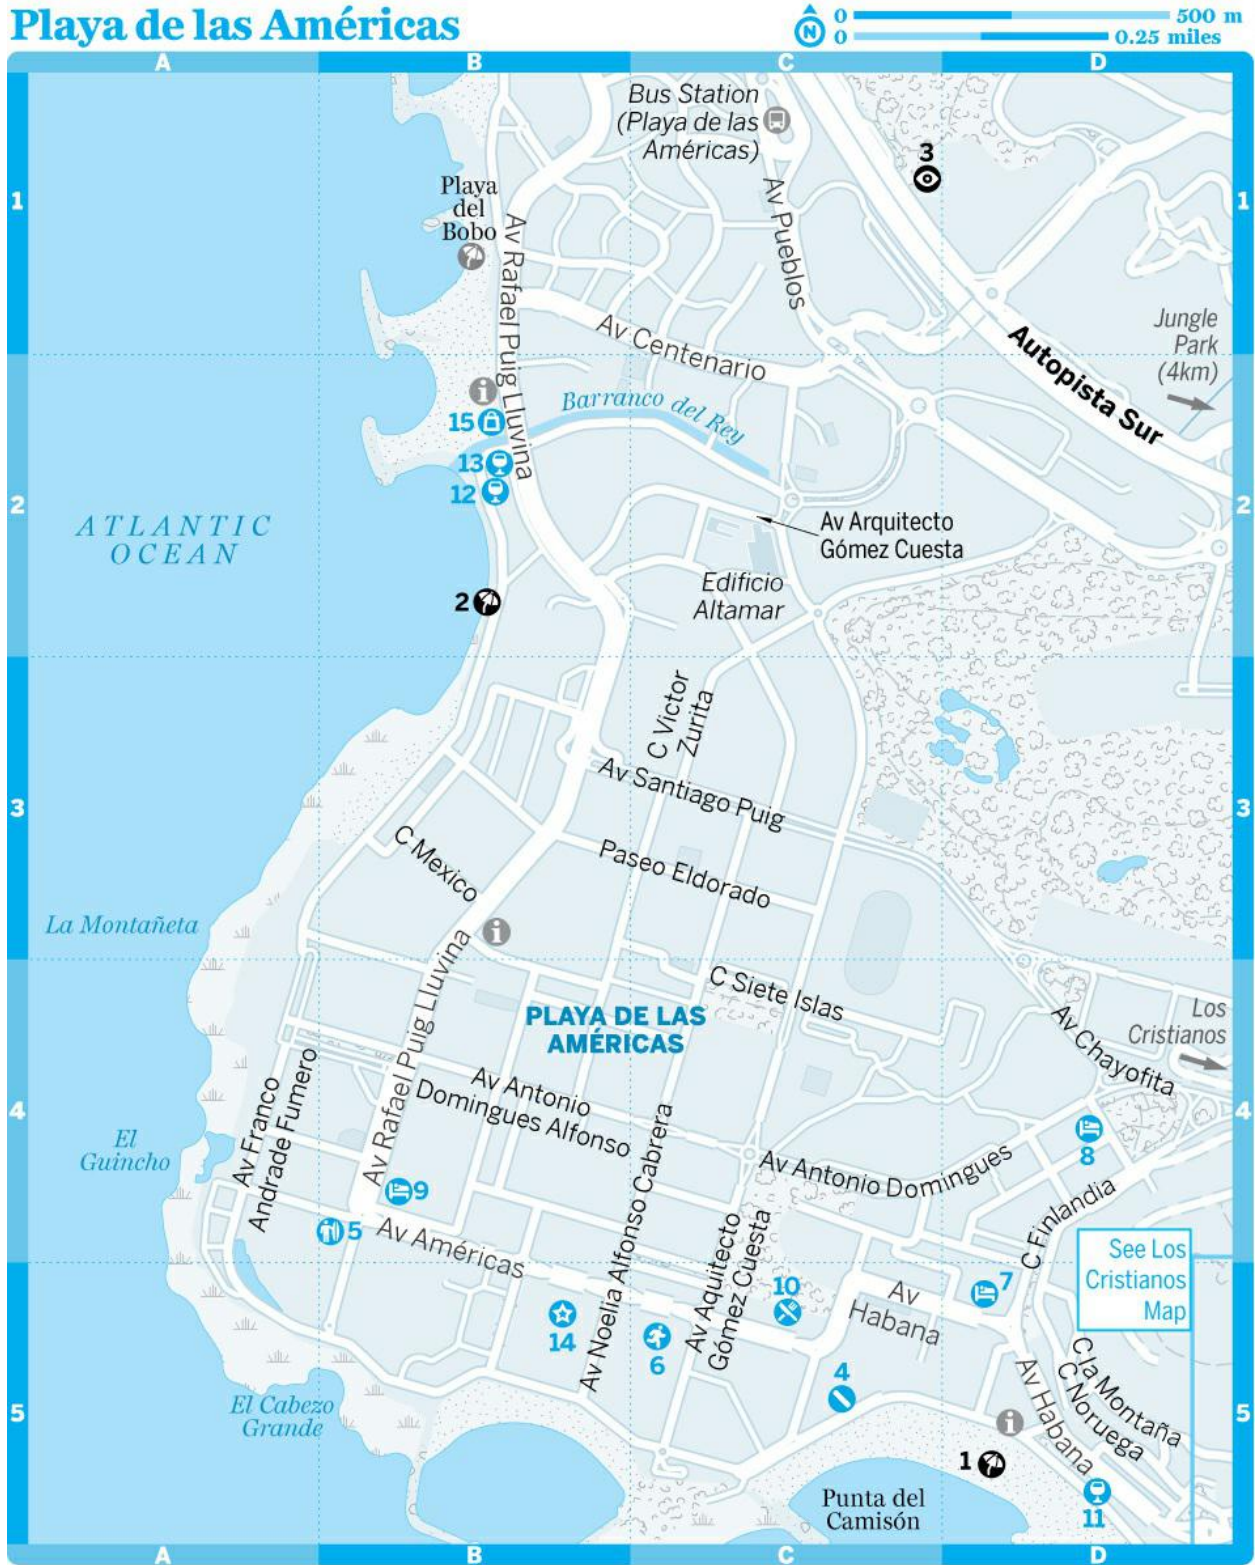 Playa de las Américas
N
0
500 m
0
0.25 miles
A
B
C
D
Bus Station
(Playa de las
Américas)
3
1
1
Playa
del
Bobo
Av Rafael Puig Lluvina
Av Pueblos
Av Centenario
Autopista Sur
Jungle
Park
(4km)
i
15
Barranco del Rey
13
12
2
2
ATLANTIC
OCEAN
Av Arquitecto
Gómez Cuesta
2
Edificio
Altamar
C Victor
Zurita
Av Santiago Puig
3
3
C Mexico
Paseo Eldorado
La Montañeta
i
Av Rafael Puig Lluvina
C Siete Islas
PLAYA DE LAS
AMÉRICAS
Los
Cristianos
Av Chayofita
Av Franco
Andrade Fumero
Av Antonio
Domingues Alfonso
4
4
El
Guincho
8
Av Antonio Domingues
9
5
Av Américas
Av Noelia Alfonso Cabrera
Av Aquitecto
Gómez Cuesta
C Finlandia
See Los
Cristianos
Map
10
7
Av
Habana
14
6
4
C la Montaña
C Noruega
Av Habana
El Cabezo
Grande
5
5
i
1
Punta del
Camisón
11
A
B
C
D